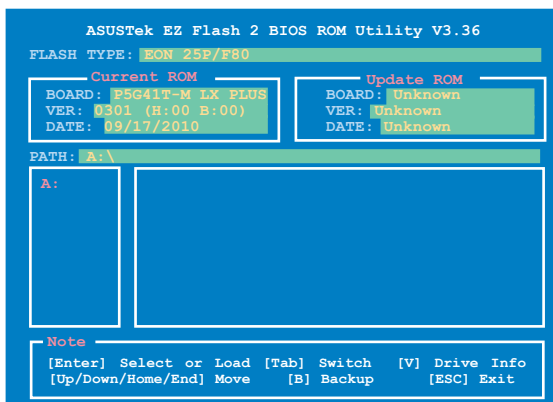 ASUSTek EZ Flash 2 BIOS ROM Utility V3.36
FLASH TYPE: EON 25P/F80
Current ROM
BOARD: P5G41T-M LX PLUS
VER: 0301 (H:00 B:00)
DATE: 09/17/2010
Update ROM
BOARD: Unknown
VER: Unknown
DATE: Unknown
PATH: A:\
A:
Note
[Enter] Select or Load [Tab] Switch [V] Drive Info
[Up/Down/Home/End] Move [B] Backup [ESC] Exit